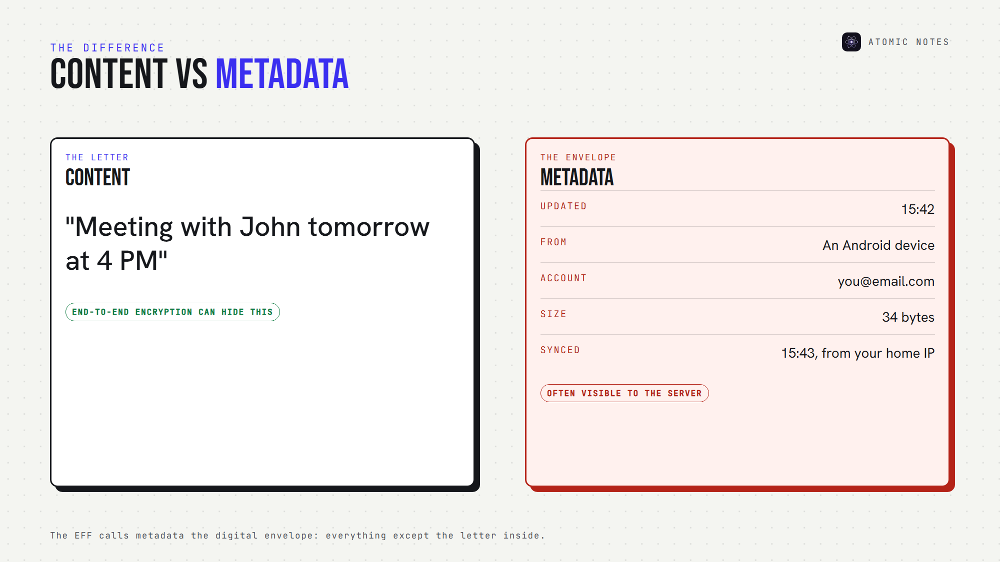 THE DIFFERENCE
CONTENT VS METADATA
ATOMIC NOTES
THE LETTER
CONTENT
"Meeting with John tomorrow
at 4 PM"
END-TO-END ENCRYPTION CAN HIDE THIS
THE ENVELOPE
METADATA
UPDATED 15:42
FROM An Android device
ACCOUNT you@email.com
SIZE 34 bytes
SYNCED 15:43, from your home IP
OFTEN VISIBLE TO THE SERVER
The EFF calls metadata the digital envelope: everything except the letter inside.